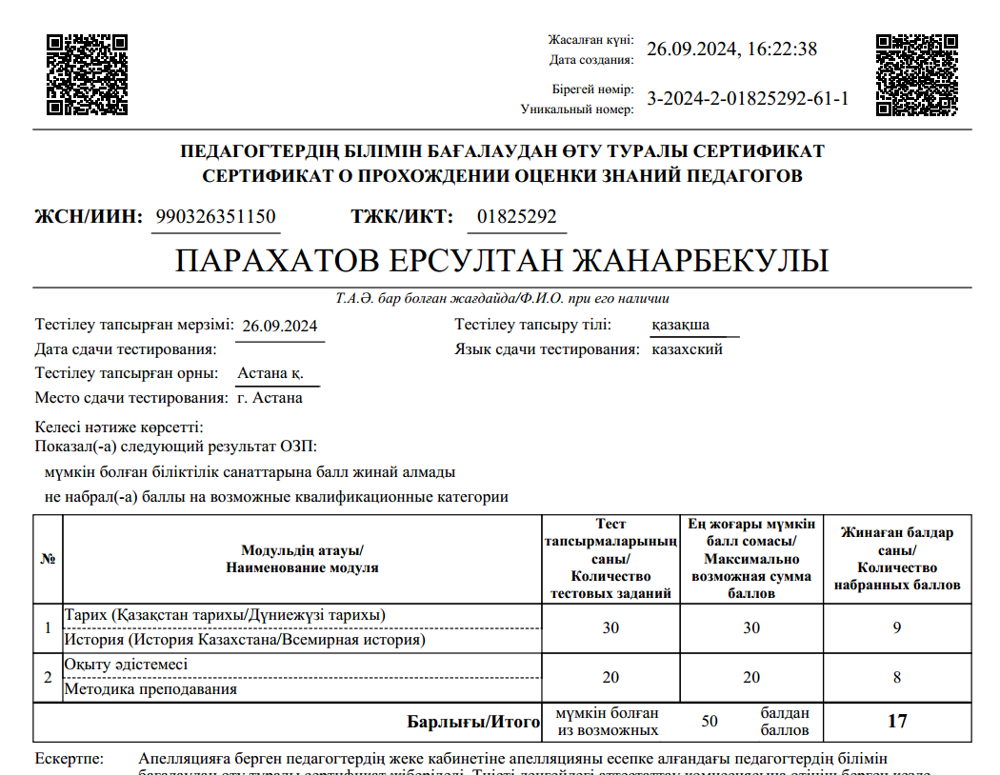 Жасалған күні:
Дата создания:
26.09.2024, 16:22:38
Бірегей нөмір:
Уникальный номер:
3-2024-2-01825292-61-1
ПЕДАГОГТЕРДІҢ БІЛІМІН БАҒАЛАУДАН ӨТУ ТУРАЛЫ СЕРТИФИКАТ
СЕРТИФИКАТ О ПРОХОЖДЕНИИ ОЦЕНКИ ЗНАНИЙ ПЕДАГОГОВ
ЖСН/ИИН: 990326351150 ТЖК/ИКТ: 01825292
ПАРАХАТОВ ЕРСУЛТАН ЖАНАРБЕКУЛЫ
Т.А.Ә. бар болған жағдайда/Ф.И.О. при его наличии
Тестілеу тапсырған мерзімі: 26.09.2024 Тестілеу тапсыру тілі: қазақша
Дата сдачи тестирования: Язык сдачи тестирования: казахский
Тестілеу тапсырған орны: Астана қ.
Место сдачи тестирования: г. Астана
Келесі нәтиже көрсетті:
Показал(-а) следующий результат ОЗП:
мүмкін болған біліктілік санаттарына балл жинай алмады
не набрал(-а) баллы на возможные квалификационные категории
№
Модульдің атауы/
Наименование модуля
Тест
тапсырмаларының
саны/
Количество
тестовых заданий
Ең жоғары мүмкін
балл сомасы/
Максимально
возможная сумма
баллов
Жинаған балдар
саны/
Количество
набранных баллов
1
Тарих (Қазақстан тарихы/Дүниежүзі тарихы)
История (История Казахстана/Всемирная история)
30 30 9
2
Оқыту әдістемесі
Методика преподавания
20 20 8
Барлығы/Итого
мүмкін болған
из возможных
50
балдан
баллов
17
Ескертпе: Апелляцияға берген педагогтердің жеке кабинетіне апелляцияны есепке алғандағы педагогтердің білімін